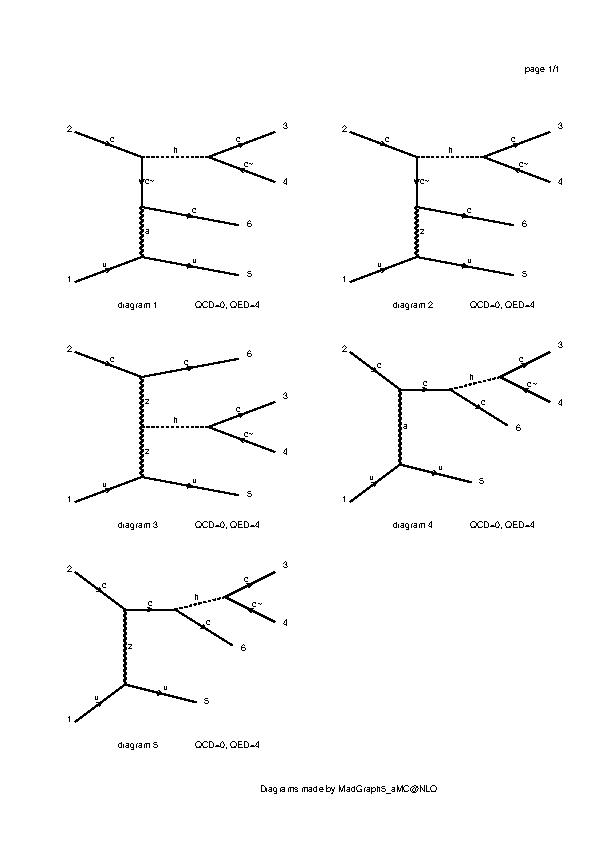 page 1/1
2 c h c 3
c~ c~ 4
c 6
a
1 u u 5
diagram 1 QCD=0, QED=4
2 c h c 3
c~ c~ 4
c 6
z
1 u u 5
diagram 2 QCD=0, QED=4
2 c c 6
z c 3
h
z c~ 4
1 u u 5
diagram 3 QCD=0, QED=4
2 c c h c 3
c~ 4
c 6
a
1 u u 5
diagram 4 QCD=0, QED=4
2 c c h c 3
c~ 4
c 6
z
1 u u 5
diagram 5 QCD=0, QED=4
Diagrams made by MadGraph5_aMC@NLO